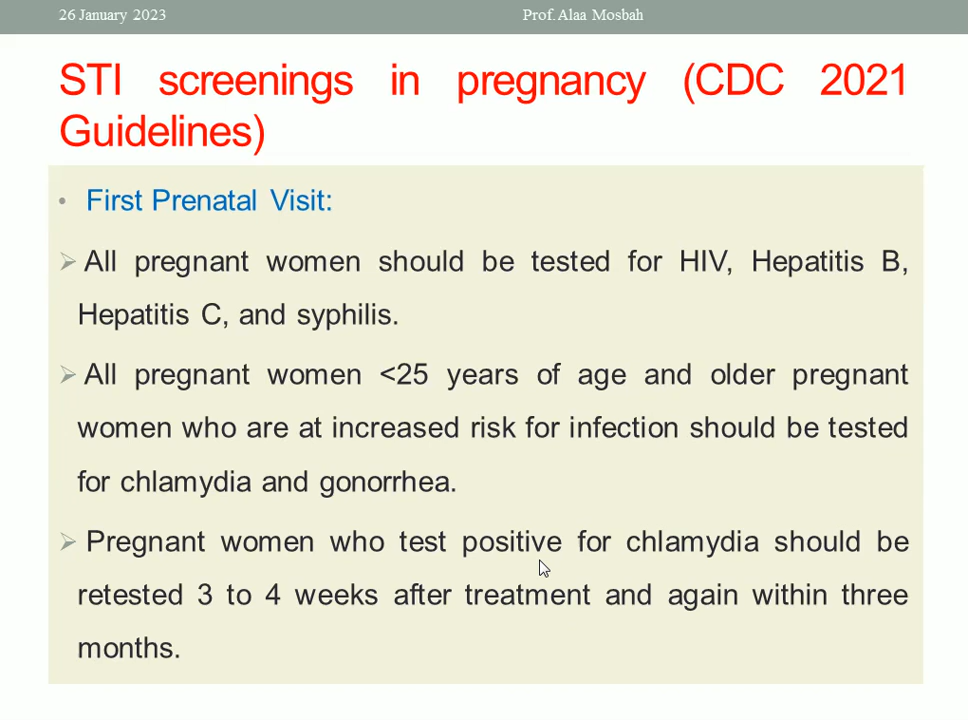 26 January 2023 Prof. Alaa Mosbah
STI screenings in pregnancy (CDC 2021
Guidelines)
• First Prenatal Visit:
➢ All pregnant women should be tested for HIV, Hepatitis B,
Hepatitis C, and syphilis.
➢ All pregnant women <25 years of age and older pregnant
women who are at increased risk for infection should be tested
for chlamydia and gonorrhea.
➢ Pregnant women who test positive for chlamydia should be
retested 3 to 4 weeks after treatment and again within three
months.